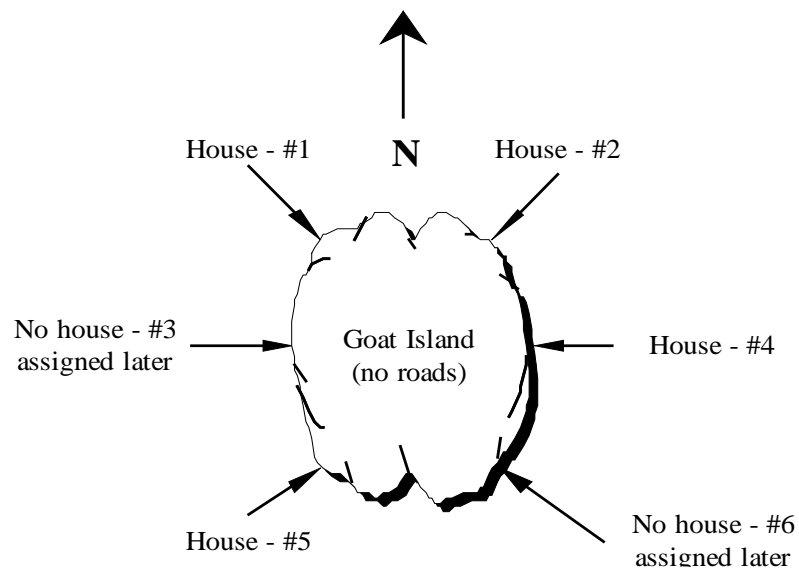 N
House - #1
House - #2
No house - #3
assigned later
Goat Island
(no roads)
House - #4
House - #5
No house - #6
assigned later